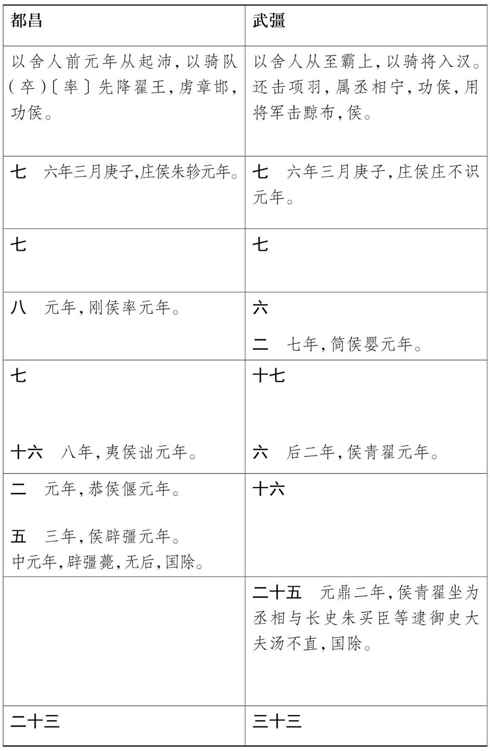 都昌
以舍人前元年从起沛，以骑队
(卒)〔率〕先降翟王，虏章邯，
功侯。
七 六年三月庚子，庄侯朱轸元年。
七
八 元年，刚侯率元年。
七
十六 八年，夷侯诎元年。
二 元年，恭侯偃元年。
五 三年，侯辟疆元年。
中元年，辟疆薨，无后，国除。
二十三
武彊
以舍人从至霸上，以骑将入汉。
还击项羽，属丞相宁，功侯，用
将军击黥布，侯。
七 六年三月庚子，庄侯庄不识
元年。
七
六
二 七年，简侯婴元年。
十七
六 后二年，侯青翟元年。
十六
二十五 元鼎二年，侯青翟坐为
丞相与长史朱买臣等逮御史大
夫汤不直，国除。
三十三